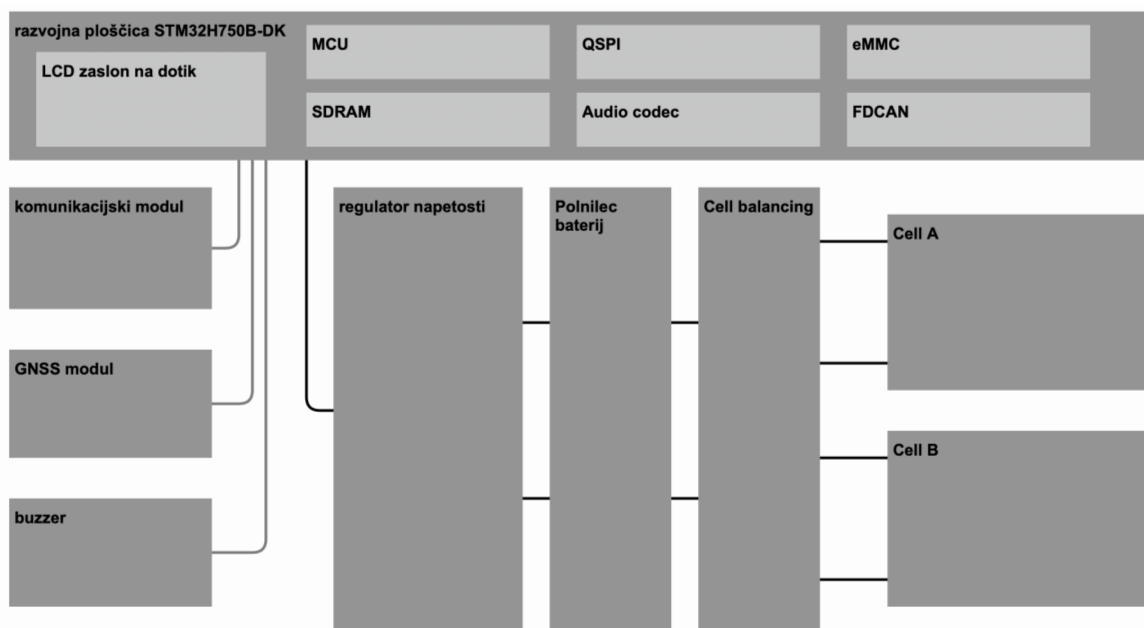 razvojna ploščica STM32H750B-DK
LCD zaslon na dotik
MCU
QSPI
eMMC
SDRAM
Audio codec
FDCAN
komunikacijski modul
regulator napetosti
Polnilec
baterij
Cell balancing
Cell A
GNSS modul
Cell B
buzzer